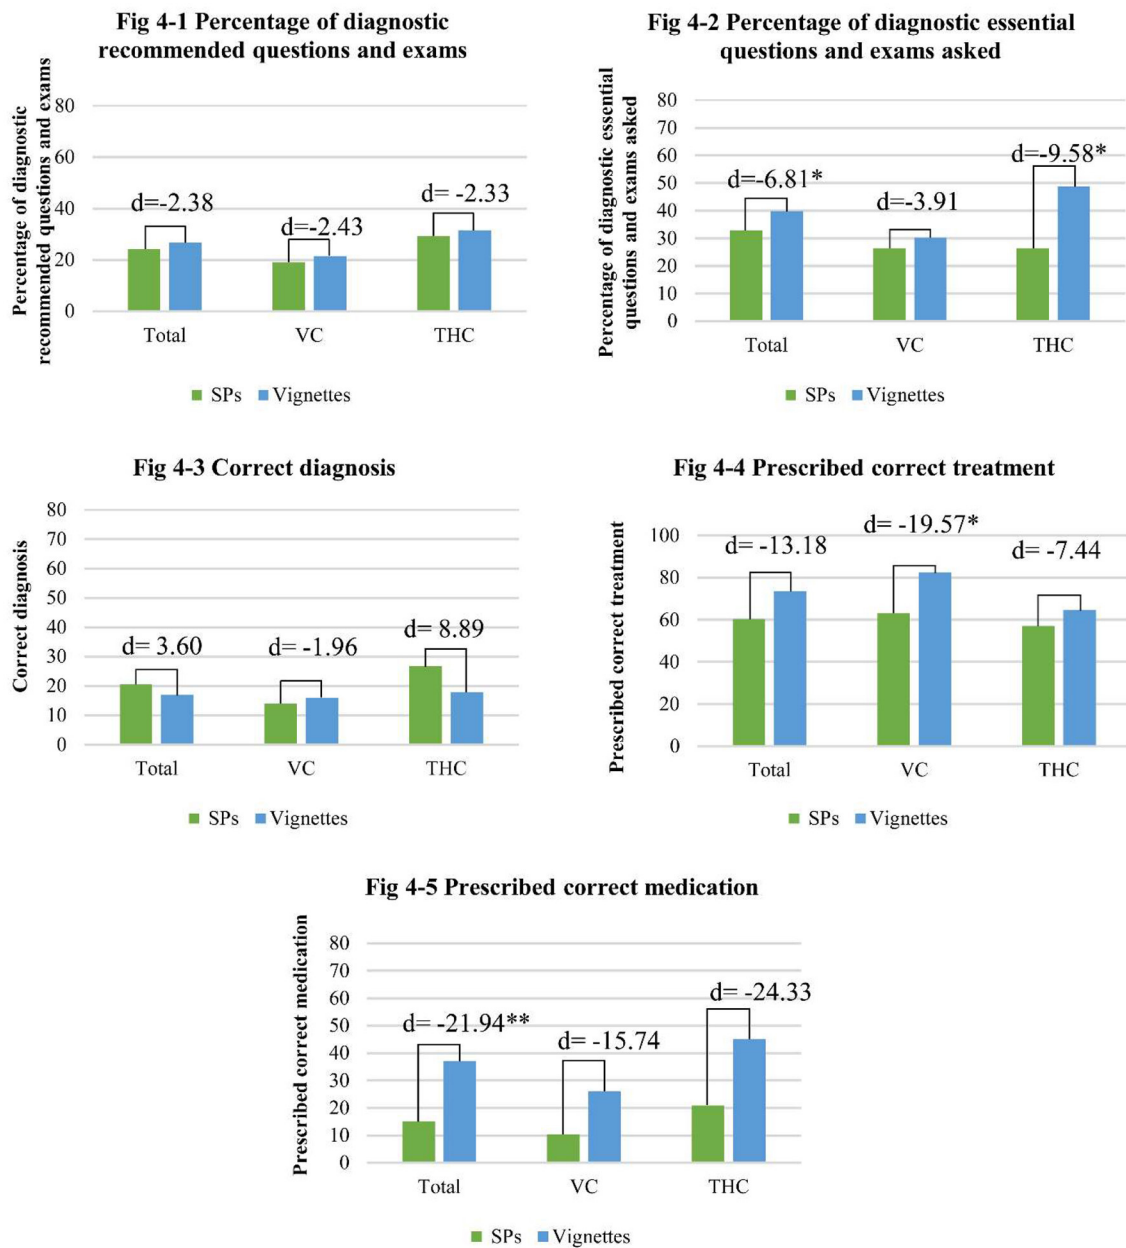 Fig 4-1 Percentage of diagnostic
recommended questions and exams
Percentage of diagnostic
recommended questions and exams
80
60
40
20
0
d=-2.38
d=-2.43
d= -2.33
Total
VC
THC
SPs
Vignettes
Fig 4-2 Percentage of diagnostic essential
questions and exams asked
Percentage of diagnostic essential
questions and exams asked
80
70
60
50
40
30
20
10
0
d=-6.81*
d=-3.91
d=-9.58*
Total
VC
THC
SPs
Vignettes
Fig 4-3 Correct diagnosis
Correct diagnosis
80
70
60
50
40
30
20
10
0
d= 3.60
d= -1.96
d= 8.89
Total
VC
THC
SPs
Vignettes
Fig 4-4 Prescribed correct treatment
Prescribed correct treatment
100
80
60
40
20
0
d= -13.18
d= -19.57*
d= -7.44
Total
VC
THC
SPs
Vignettes
Fig 4-5 Prescribed correct medication
Prescribed correct medication
80
70
60
50
40
30
20
10
0
d= -21.94**
d= -15.74
d= -24.33
Total
VC
THC
SPs
Vignettes